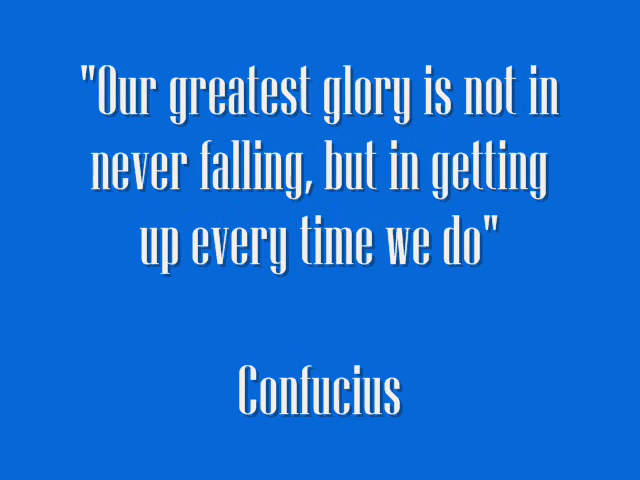 "Our greatest glory is not in
never falling, but in getting
up every time we do"
Confucius